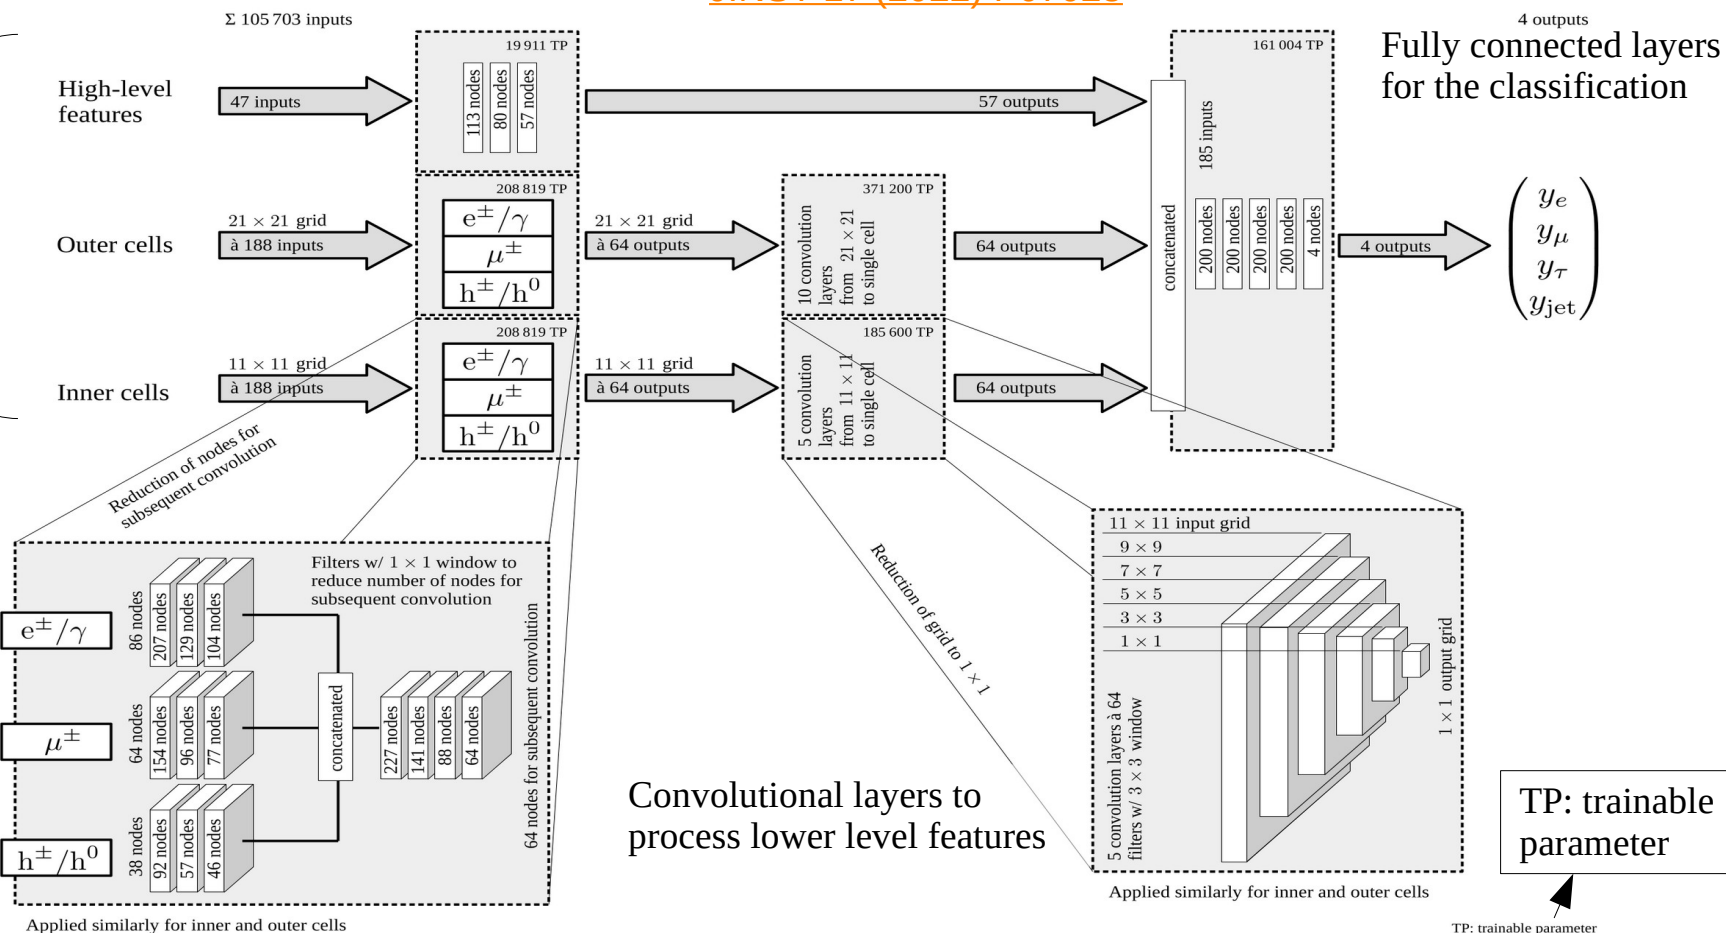 Σ 105 703 inputs
4 outputs
Fully connected layers
for the classification
High-level
features
47 inputs
19 911 TP
113 nodes
80 nodes
57 nodes
57 outputs
161 004 TP
concatenated
185 inputs
200 nodes
200 nodes
200 nodes
200 nodes
4 nodes
4 outputs
y_e
y_μ
y_τ
y_jet
Outer cells
21 × 21 grid
à 188 inputs
208 819 TP
e±/γ
μ±
h±/h⁰
21 × 21 grid
à 64 outputs
371 200 TP
10 convolution
layers
from 21 × 21
to single cell
64 outputs
Inner cells
11 × 11 grid
à 188 inputs
208 819 TP
e±/γ
μ±
h±/h⁰
11 × 11 grid
à 64 outputs
185 600 TP
5 convolution
layers
from 11 × 11
to single cell
64 outputs
Reduction of nodes for
subsequent convolution
Filters w/ 1 × 1 window to
reduce number of nodes for
subsequent convolution
e±/γ
86 nodes
207 nodes
129 nodes
104 nodes
μ±
64 nodes
154 nodes
96 nodes
77 nodes
h±/h⁰
38 nodes
92 nodes
57 nodes
46 nodes
concatenated
227 nodes
141 nodes
88 nodes
64 nodes
64 nodes for subsequent convolution
Applied similarly for inner and outer cells
Convolutional layers to
process lower level features
Reduction of grid to 1 × 1
11 × 11 input grid
9 × 9
7 × 7
5 × 5
3 × 3
1 × 1
5 convolution layers à 64
filters w/ 3 × 3 window
1 × 1 output grid
Applied similarly for inner and outer cells
TP: trainable
parameter
TP: trainable parameter